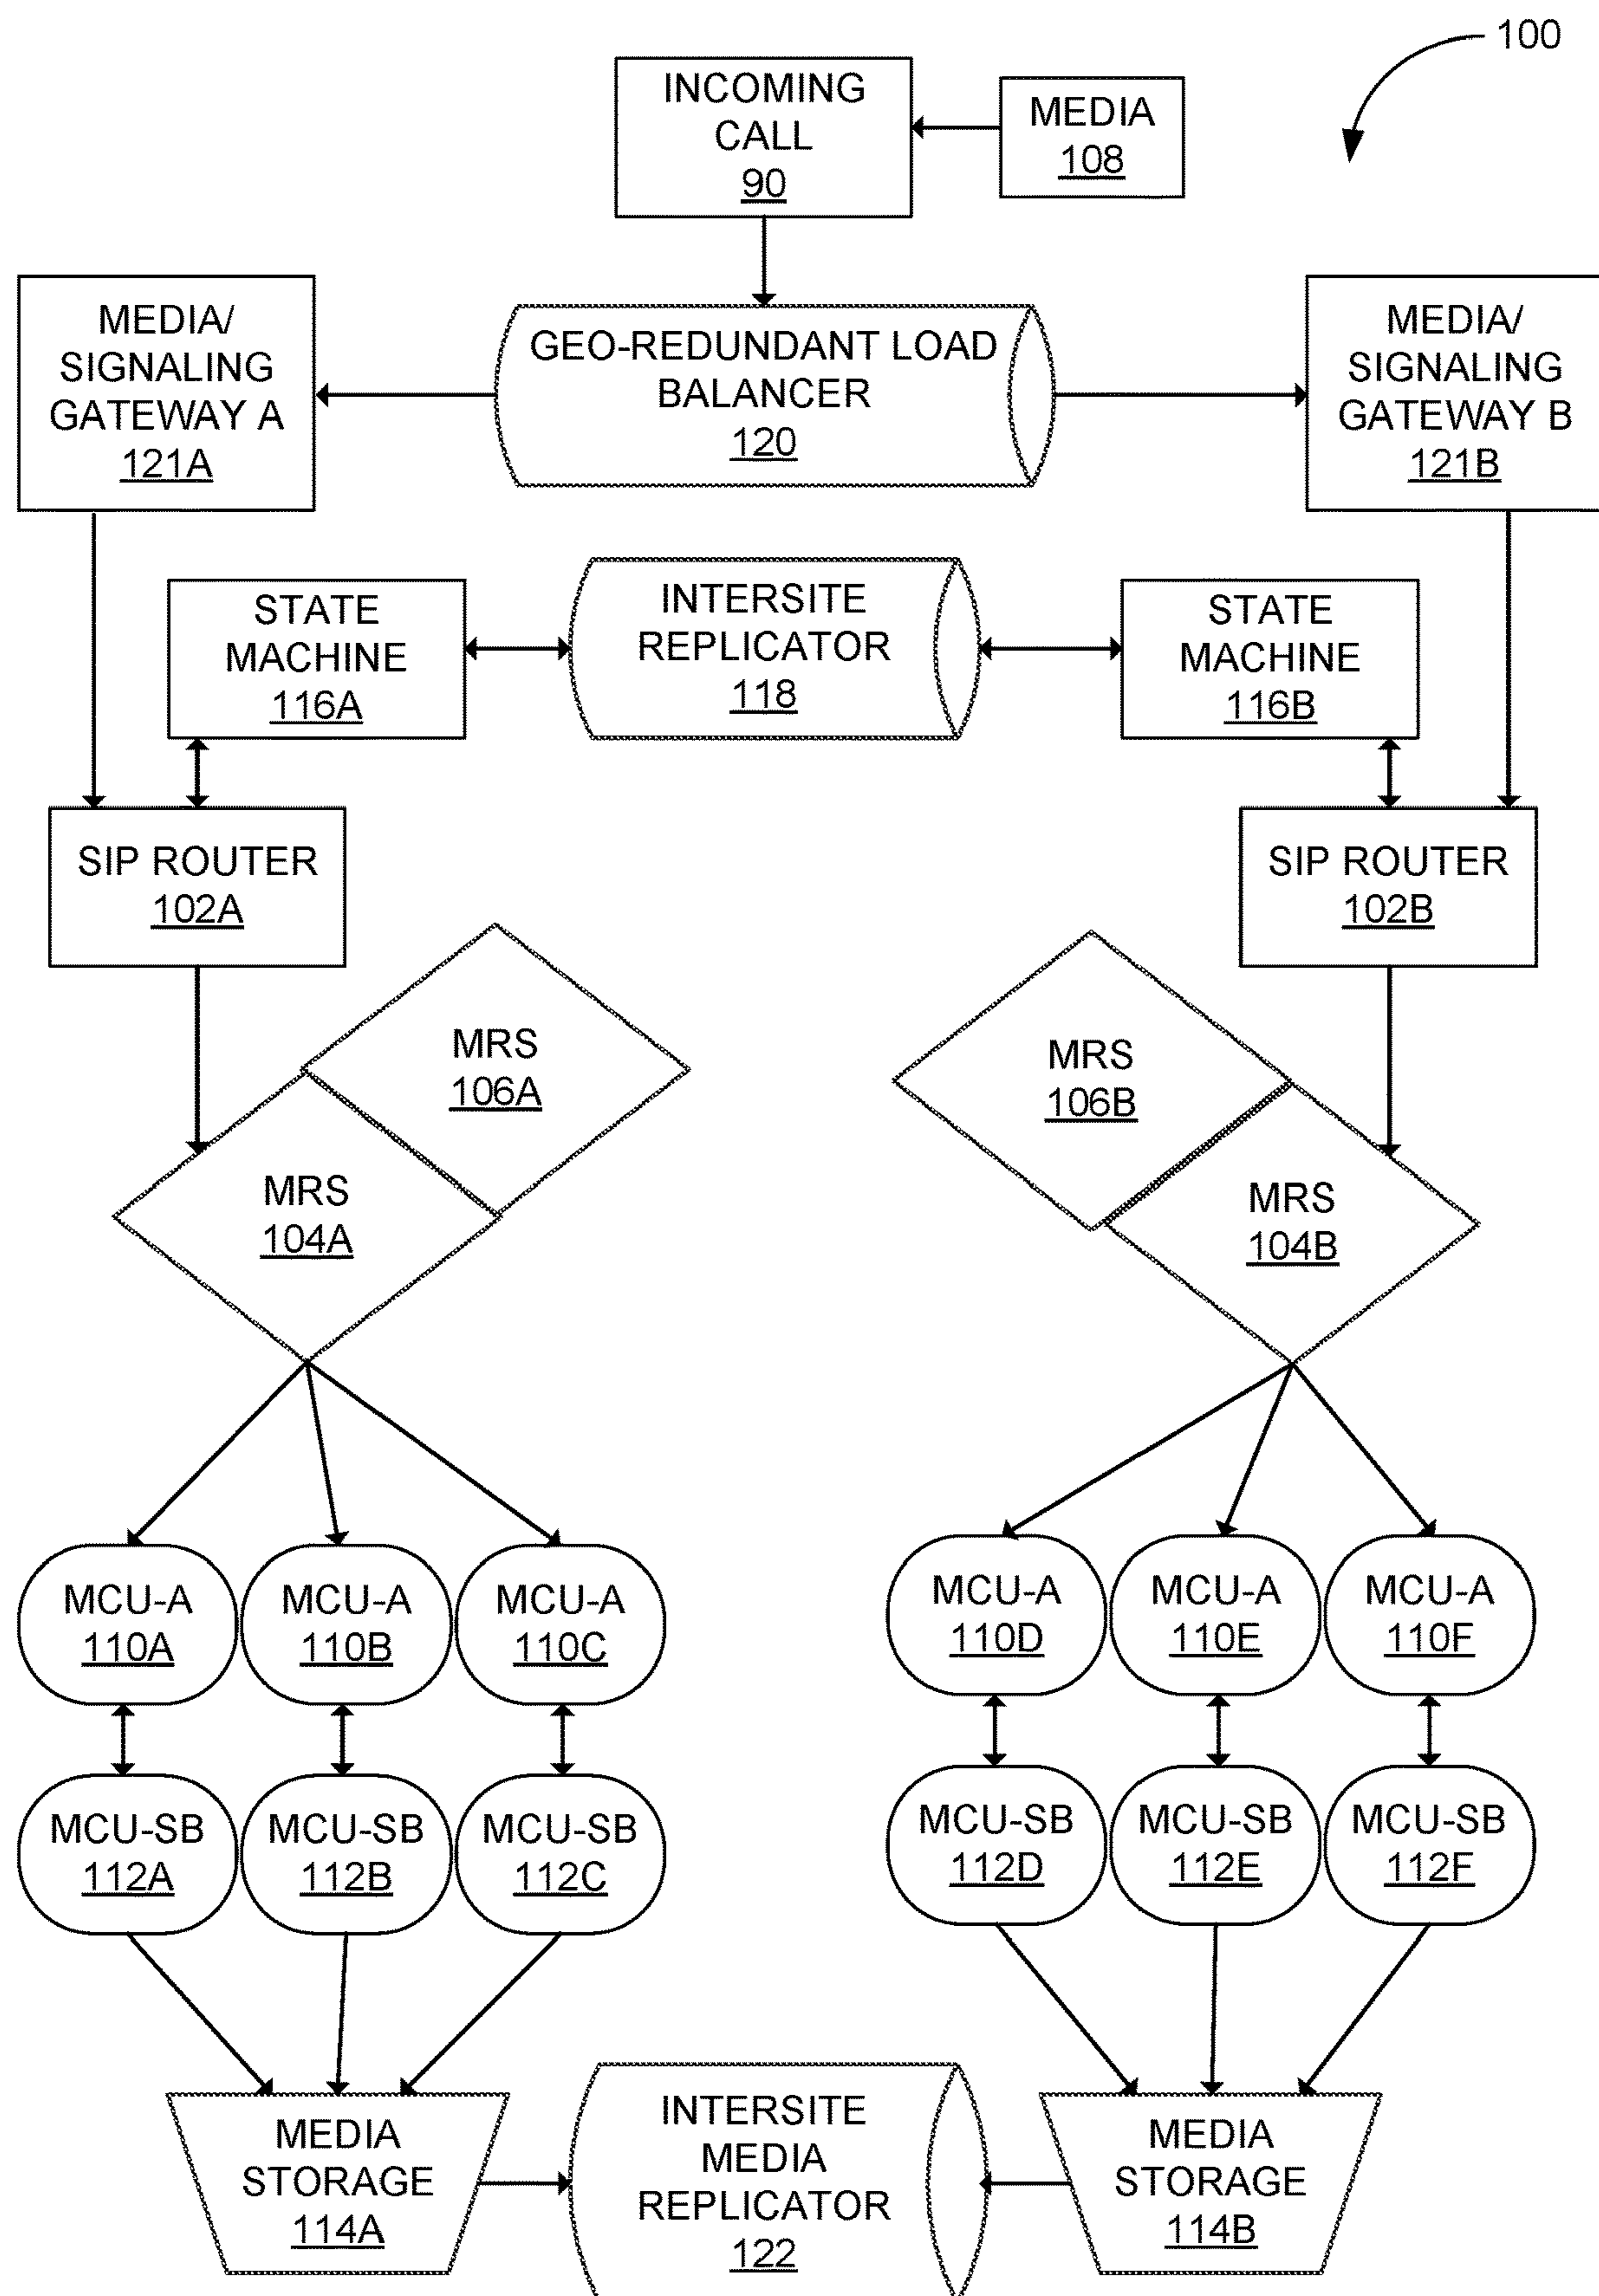 100
INCOMING
CALL
90
MEDIA
108
MEDIA/
SIGNALING
GATEWAY A
121A
GEO-REDUNDANT LOAD
BALANCER
120
MEDIA/
SIGNALING
GATEWAY B
121B
STATE
MACHINE
116A
INTERSITE
REPLICATOR
118
STATE
MACHINE
116B
SIP ROUTER
102A
SIP ROUTER
102B
MRS
106A
MRS
106B
MRS
104A
MRS
104B
MCU-A
110A
MCU-A
110B
MCU-A
110C
MCU-A
110D
MCU-A
110E
MCU-A
110F
MCU-SB
112A
MCU-SB
112B
MCU-SB
112C
MCU-SB
112D
MCU-SB
112E
MCU-SB
112F
MEDIA
STORAGE
114A
INTERSITE
MEDIA
REPLICATOR
122
MEDIA
STORAGE
114B